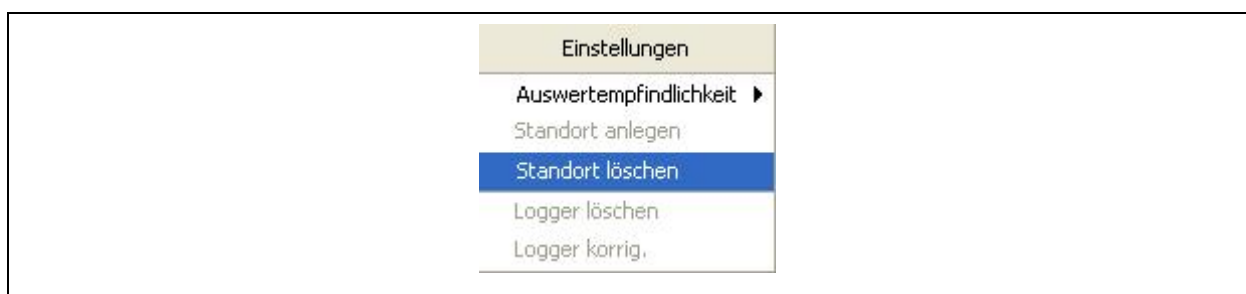 Einstellungen
Auswertempfindlichkeit
Standort anlegen
Standort löschen
Logger löschen
Logger korrig.